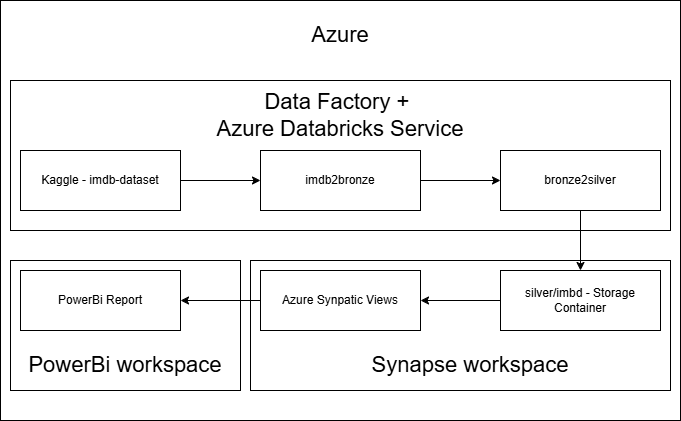 Azure
Data Factory +
Azure Databricks Service
Kaggle - imdb-dataset
imdb2bronze
bronze2silver
PowerBi Report
Azure Synpatic Views
silver/imbd - Storage
Container
PowerBi workspace
Synapse workspace